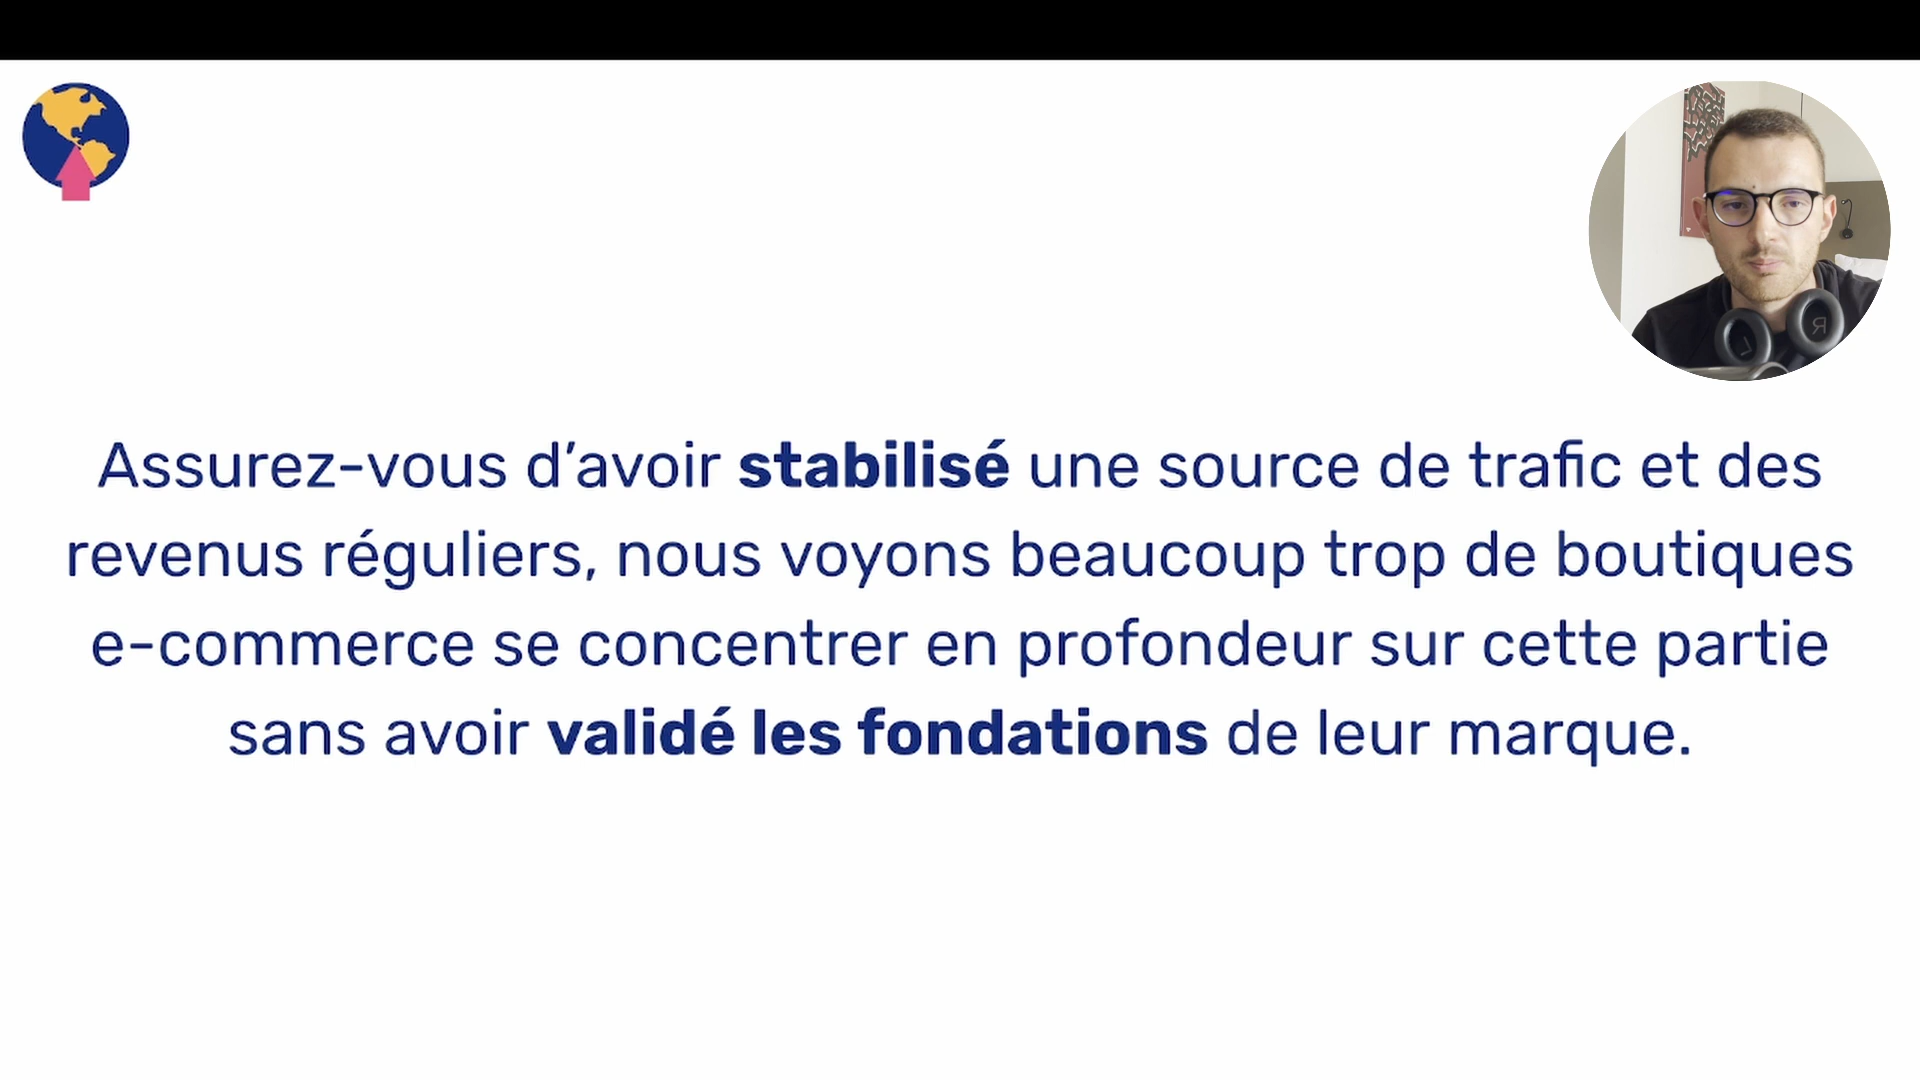 Assurez-vous d’avoir stabilisé une source de trafic et des
revenus réguliers, nous voyons beaucoup trop de boutiques
e-commerce se concentrer en profondeur sur cette partie
sans avoir validé les fondations de leur marque.
L
R